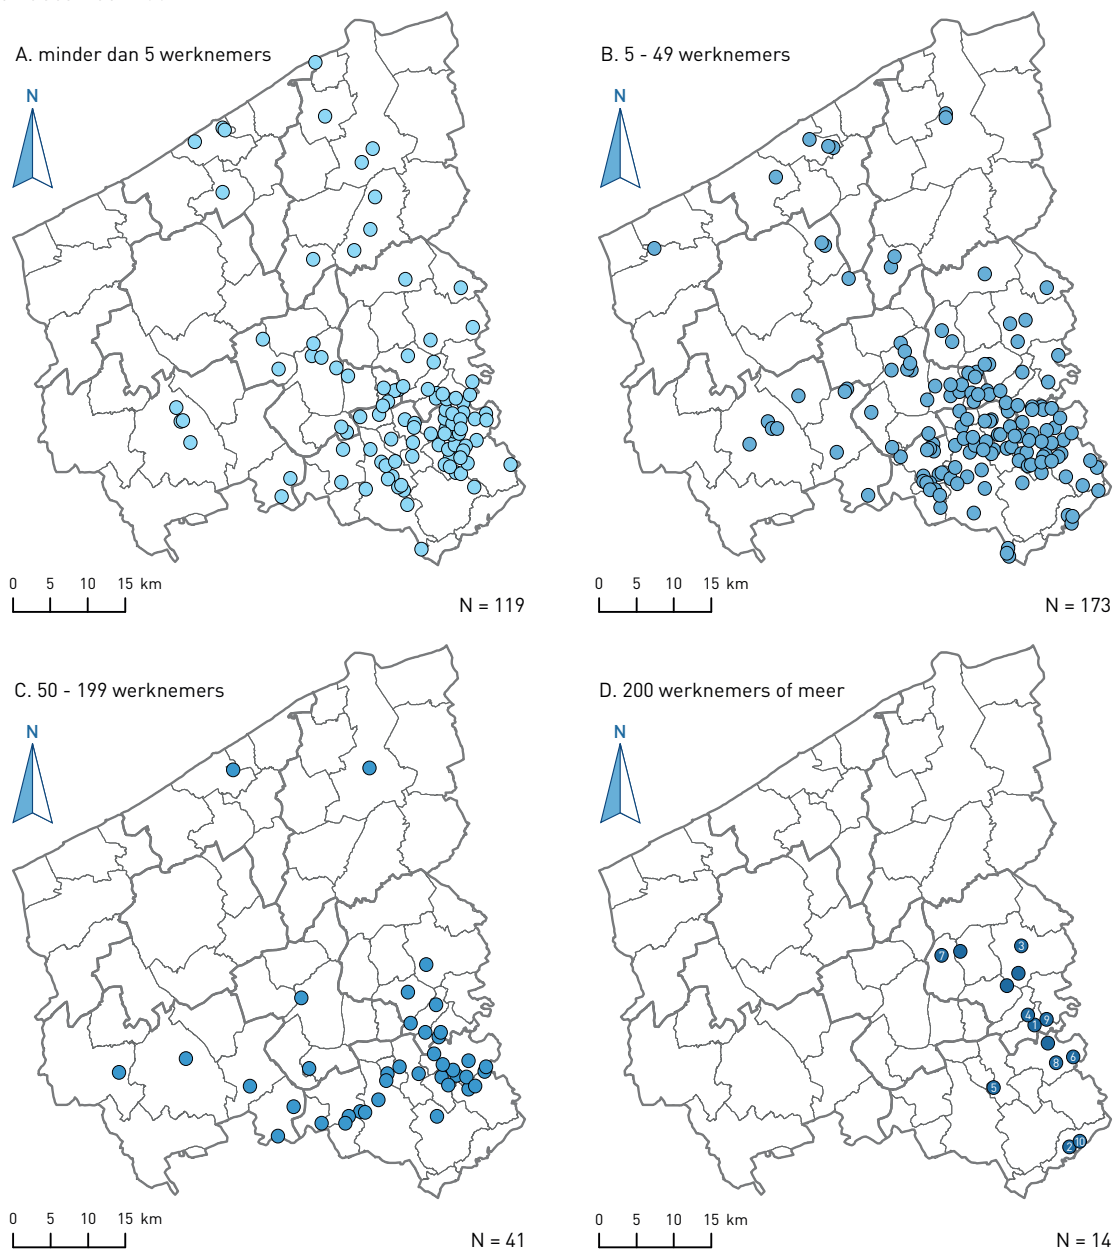 A. minder dan 5 werknemers
N
0 5 10 15 km
N = 119
B. 5 - 49 werknemers
N
0 5 10 15 km
N = 173
C. 50 - 199 werknemers
N
0 5 10 15 km
N = 41
D. 200 werknemers of meer
N
3
7
4
9
1
6
8
5
10
2
0 5 10 15 km
N = 14